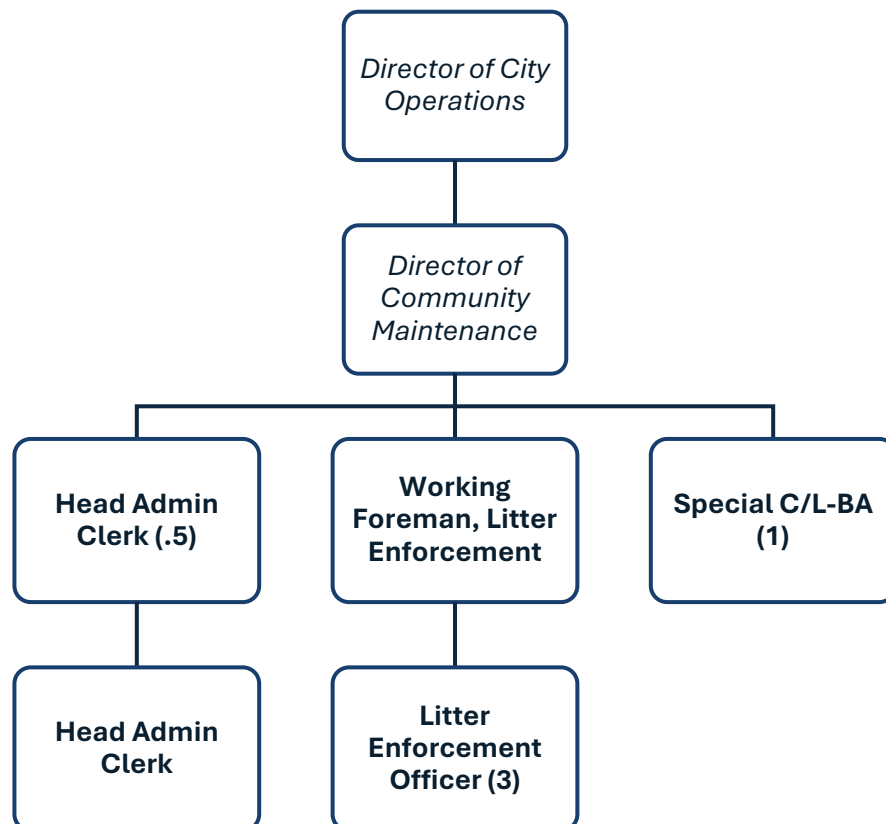 Director of City
Operations
Director of
Community
Maintenance
Head Admin
Clerk (.5)
Working
Foreman, Litter
Enforcement
Special C/L-BA
(1)
Head Admin
Clerk
Litter
Enforcement
Officer (3)